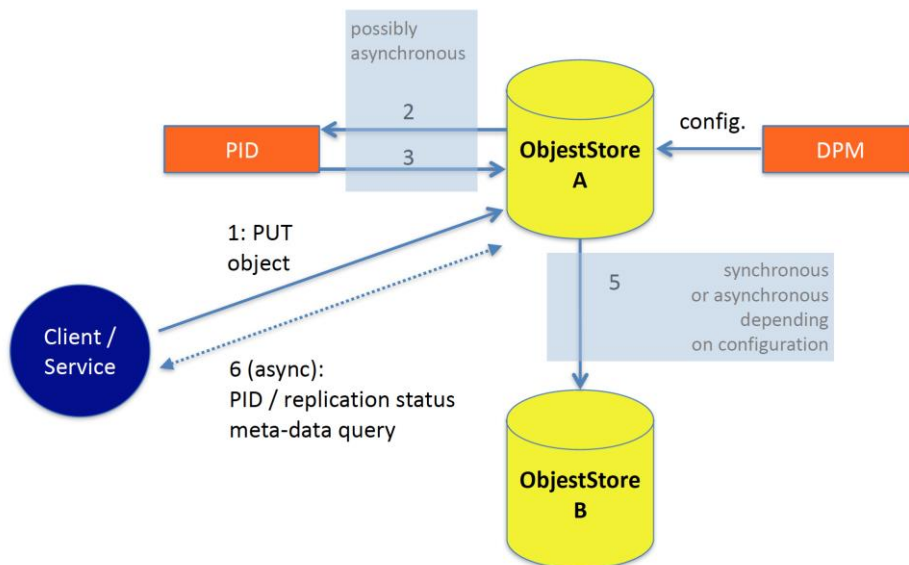 possibly
asynchronous
2
PID
3
ObjestStore
A
config.
DPM
1: PUT
object
Client /
Service
5
synchronous
or asynchronous
depending
on configuration
6 (async):
PID / replication status
meta-data query
ObjestStore
B